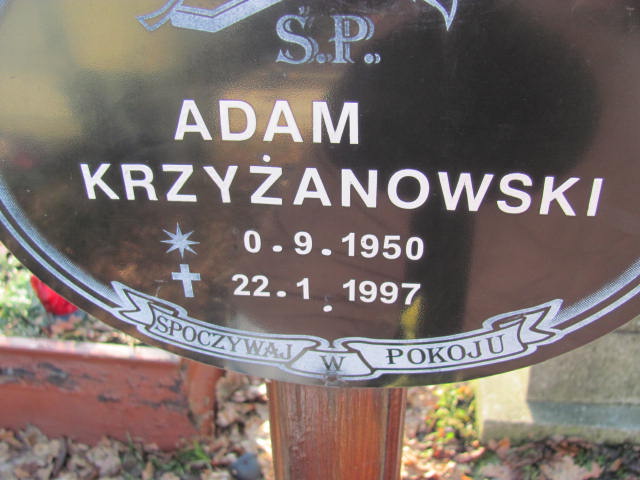 Ś.P.
ADAM
KRZYŻANOWSKI
0.9.1950
22.1.1997
SPOCZYWAJ W POKOJU